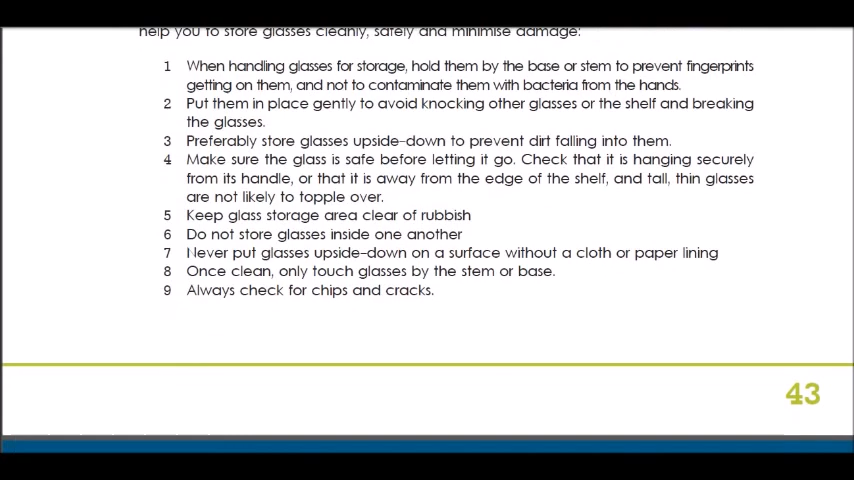 help you to store glasses cleanly, safely and minimise damage:
1 When handling glasses for storage, hold them by the base or stem to prevent fingerprints
getting on them, and not to contaminate them with bacteria from the hands.
2 Put them in place gently to avoid knocking other glasses or the shelf and breaking
the glasses.
3 Preferably store glasses upside-down to prevent dirt falling into them.
4 Make sure the glass is safe before letting it go. Check that it is hanging securely
from its handle, or that it is away from the edge of the shelf, and tall, thin glasses
are not likely to topple over.
5 Keep glass storage area clear of rubbish
6 Do not store glasses inside one another
7 Never put glasses upside-down on a surface without a cloth or paper lining
8 Once clean, only touch glasses by the stem or base.
9 Always check for chips and cracks.
43